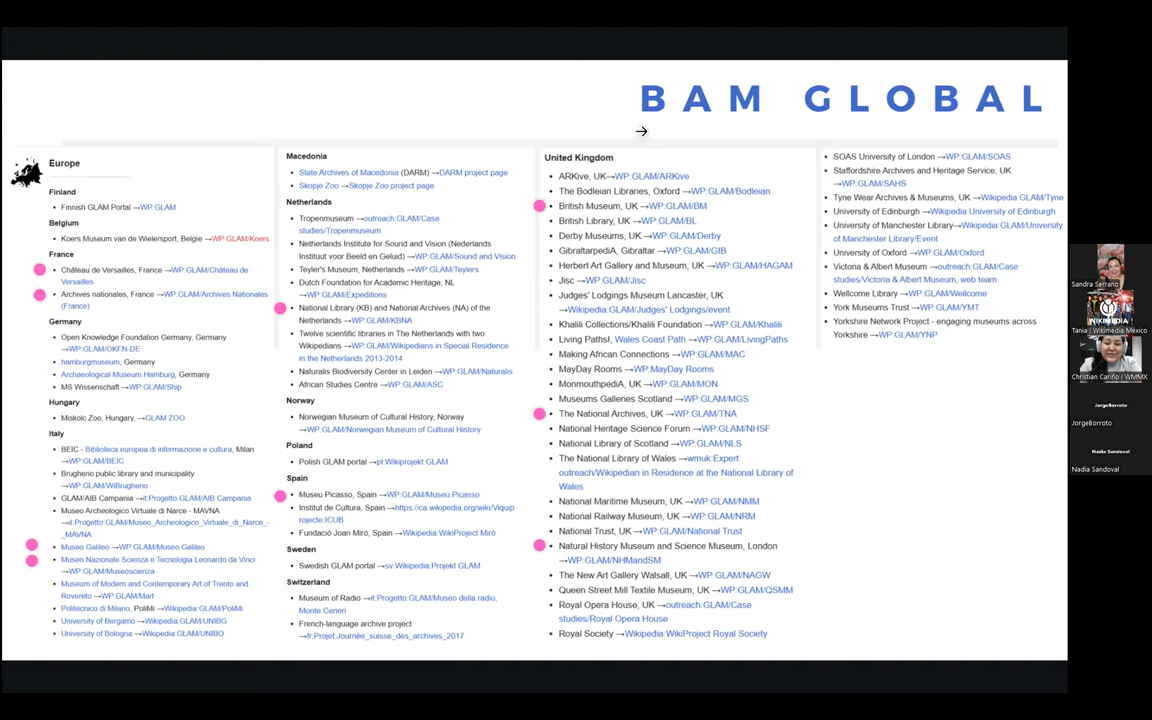 BAM GLOBAL
→
Europe
Finland
Finnish GLAM Portal →WP:GLAM
Belgium
Koers Museum van de Wielersport, Belgie →WP:GLAM/Koers
France
Château de Versailles, France →WP:GLAM/Château de
Versailles
Archives nationales, France →WP:GLAM/Archives Nationales
(France)
Germany
Open Knowledge Foundation Germany, Germany
→WP:GLAM/OKFN-DE
hamburgmuseum, Germany
Archaeological Museum Hamburg, Germany
MS Wissenschaft →WP:GLAM/Ship
Hungary
Miskolc Zoo, Hungary, →GLAM ZOO
Italy
BEIC - Biblioteca europea di informazione e cultura, Milan
→WP:GLAM/BEIC
Brugherio public library and municipality
→WP:GLAM/WiBrugherio
GLAM/AIB Campania →it:Progetto:GLAM/AIB Campania
Museo Archeologico Virtuale di Narce - MAVNA
→it:Progetto:GLAM/Museo_Archeologico_Virtuale_di_Narce_-
_MAVNA
Museo Galileo →WP:GLAM/Museo Galileo
Museo Nazionale Scienza e Tecnologia Leonardo da Vinci
→WP:GLAM/Museoscienza
Museum of Modern and Contemporary Art of Trento and
Rovereto →WP:GLAM/Mart
Politecnico di Milano, PoliMi →Wikipedia:GLAM/PoliMi
University of Bergamo →Wikipedia:GLAM/UNIBG
University of Bologna →Wikipedia:GLAM/UNIBO
Macedonia
State Archives of Macedonia (DARM) →DARM project page
Skopje Zoo →Skopje Zoo project page
Netherlands
Tropenmuseum →outreach:GLAM/Case
studies/Tropenmuseum
Netherlands Institute for Sound and Vision (Nederlands
Instituut voor Beeld en Geluid) →WP:GLAM/Sound and Vision
Teyler's Museum, Netherlands →WP:GLAM/Teylers
Dutch Foundation for Academic Heritage, NL
→WP:GLAM/Expeditions
National Library (KB) and National Archives (NA) of the
Netherlands →WP:GLAM/KBNA
Twelve scientific libraries in The Netherlands with two
Wikipedians →WP:GLAM/Wikipedians in Special Residence
in the Netherlands 2013-2014
Naturalis Biodiversity Center in Leiden →WP:GLAM/Naturalis
African Studies Centre →WP:GLAM/ASC
Norway
Norwegian Museum of Cultural History, Norway
→WP:GLAM/Norwegian Museum of Cultural History
Poland
Polish GLAM portal →pl:Wikiprojekt:GLAM
Spain
Museu Picasso, Spain →WP:GLAM/Museu Picasso
Institut de Cultura, Spain →https://ca.wikipedia.org/wiki/Viquip
rojecte:ICUB
Fundació Joan Miró, Spain →Wikipedia:WikiProject Miró
Sweden
Swedish GLAM portal →sv:Wikipedia:Projekt GLAM
Switzerland
Museum of Radio →it:Progetto:GLAM/Museo della radio,
Monte Ceneri
French-language archive project
→fr:Projet:Journée_suisse_des_archives_2017
United Kingdom
ARKive, UK→WP:GLAM/ARKive
The Bodleian Libraries, Oxford →WP:GLAM/Bodleian
British Museum, UK →WP:GLAM/BM
British Library, UK →WP:GLAM/BL
Derby Museums, UK →WP:GLAM/Derby
GibraltarpediA, Gibraltar →WP:GLAM/GIB
Herbert Art Gallery and Museum, UK →WP:GLAM/HAGAM
Jisc →WP:GLAM/Jisc
Judges' Lodgings Museum Lancaster, UK
→Wikipedia:GLAM/Judges' Lodgings/event
Khalili Collections/Khalili Foundation →WP:GLAM/Khalili
Living Paths!, Wales Coast Path →WP:GLAM/LivingPaths
Making African Connections →WP:GLAM/MAC
MayDay Rooms →WP:MayDay Rooms
MonmouthpediA, UK →WP:GLAM/MON
Museums Galleries Scotland →WP:GLAM/MGS
The National Archives, UK →WP:GLAM/TNA
National Heritage Science Forum →WP:GLAM/NHSF
National Library of Scotland →WP:GLAM/NLS
The National Library of Wales →wmuk:Expert
outreach/Wikipedian in Residence at the National Library of
Wales
National Maritime Museum, UK →WP:GLAM/NMM
National Railway Museum, UK →WP:GLAM/NRM
National Trust, UK →WP:GLAM/National Trust
Natural History Museum and Science Museum, London
→WP:GLAM/NHMandSM
The New Art Gallery Walsall, UK →WP:GLAM/NAGW
Queen Street Mill Textile Museum, UK →WP:GLAM/QSMM
Royal Opera House, UK →outreach:GLAM/Case
studies/Royal Opera House
Royal Society →Wikipedia:WikiProject Royal Society
SOAS University of London →WP:GLAM/SOAS
Staffordshire Archives and Heritage Service, UK
→WP:GLAM/SAHS
Tyne Wear Archives & Museums, UK →Wikipedia:GLAM/Tyne
University of Edinburgh →Wikipedia:University of Edinburgh
University of Manchester Library→Wikipedia:GLAM/University
of Manchester Library/Event
University of Oxford →WP:GLAM/Oxford
Victoria & Albert Museum →outreach:GLAM/Case
studies/Victoria & Albert Museum, web team
Wellcome Library →WP:GLAM/Wellcome
York Museums Trust →WP:GLAM/YMT
Yorkshire Network Project - engaging museums across
Yorkshire →WP:GLAM/YNP
Sandra Serrano
WIKIMEDIA
Tania | Wikimedia México
Christian Cariño | WMMX
JorgeBorroto
JorgeBorroto
Nadia Sandoval
Nadia Sandoval